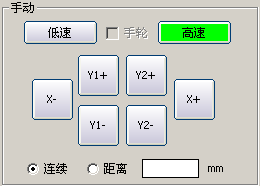 手动
低速 手轮 高速
Y1+ Y2+
X- X+
Y1- Y2-
连续 距离 mm